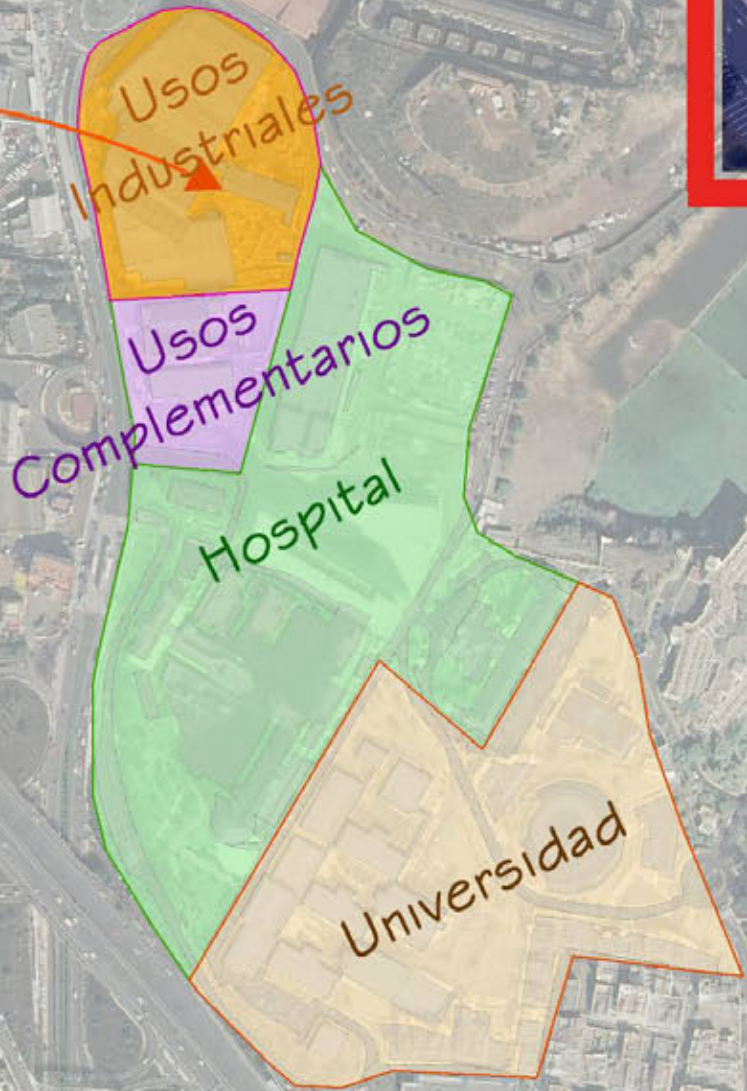 Usos
Industriales
Usos
Complementarios
Hospital
Universidad